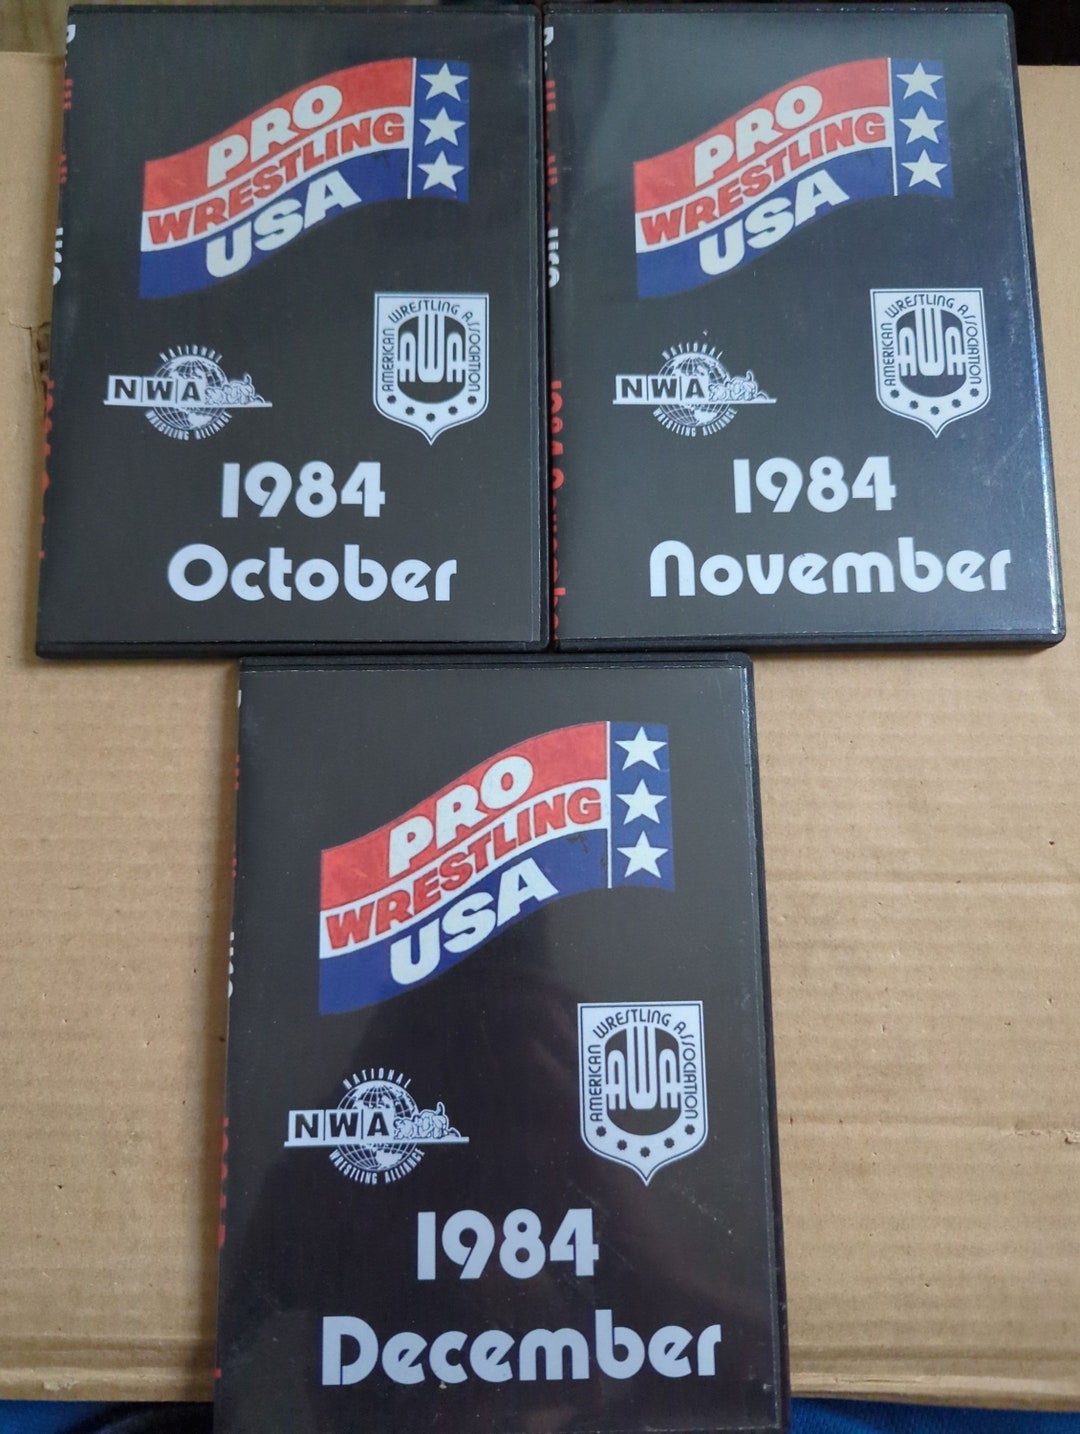 PRO
WRESTLING
USA
AMERICAN WRESTLING ASSOCIATION
AWA
NATIONAL
NWA
WRESTLING ALLIANCE
1984
October
PRO
WRESTLING
USA
AMERICAN WRESTLING ASSOCIATION
AWA
NATIONAL
NWA
WRESTLING ALLIANCE
1984
November
PRO
WRESTLING
USA
AMERICAN WRESTLING ASSOCIATION
AWA
NATIONAL
NWA
WRESTLING ALLIANCE
1984
December